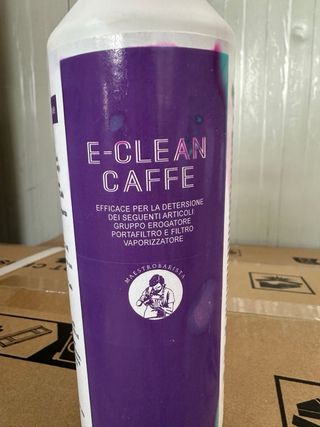 E-CLEAN
CAFFE
EFFICACE PER LA DETERSIONE
DEI SEGUENTI ARTICOLI
GRUPPO EROGATORE
PORTAFILTRO E FILTRO
VAPORIZZATORE
MAESTROBARISTA